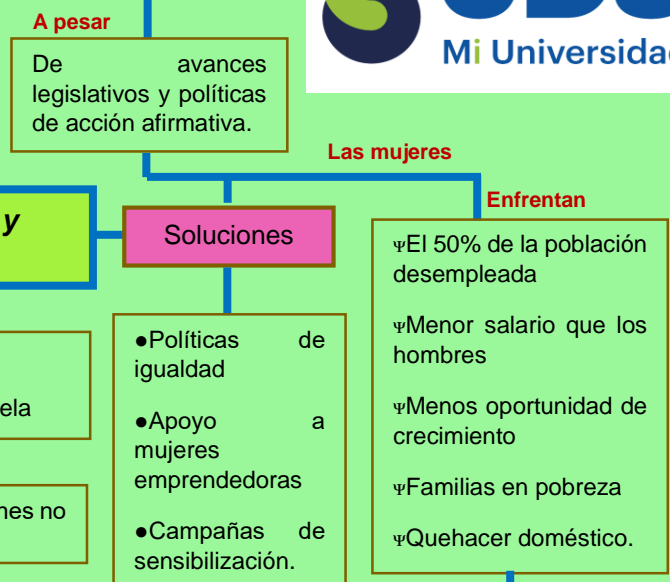 A pesar
De avances
legislativos y políticas
de acción afirmativa.
Mi Universidad
Las mujeres
Enfrentan
y
Soluciones
ΨEl 50% de la población
desempleada
ΨMenor salario que los
hombres
ΨMenos oportunidad de
crecimiento
ΨFamilias en pobreza
ΨQuehacer doméstico.
●Políticas de
igualdad
●Apoyo a
mujeres
emprendedoras
●Campañas de
sensibilización.
no